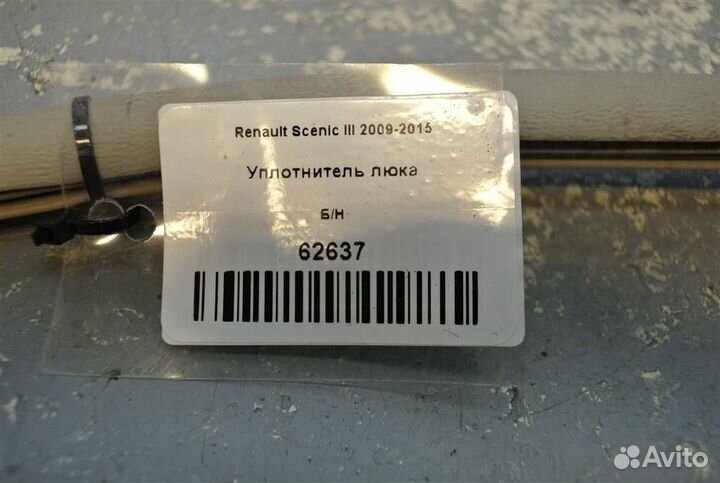 Renault Scenic III 2009-2015
Уплотнитель люка
Б/Н
62637
Avito